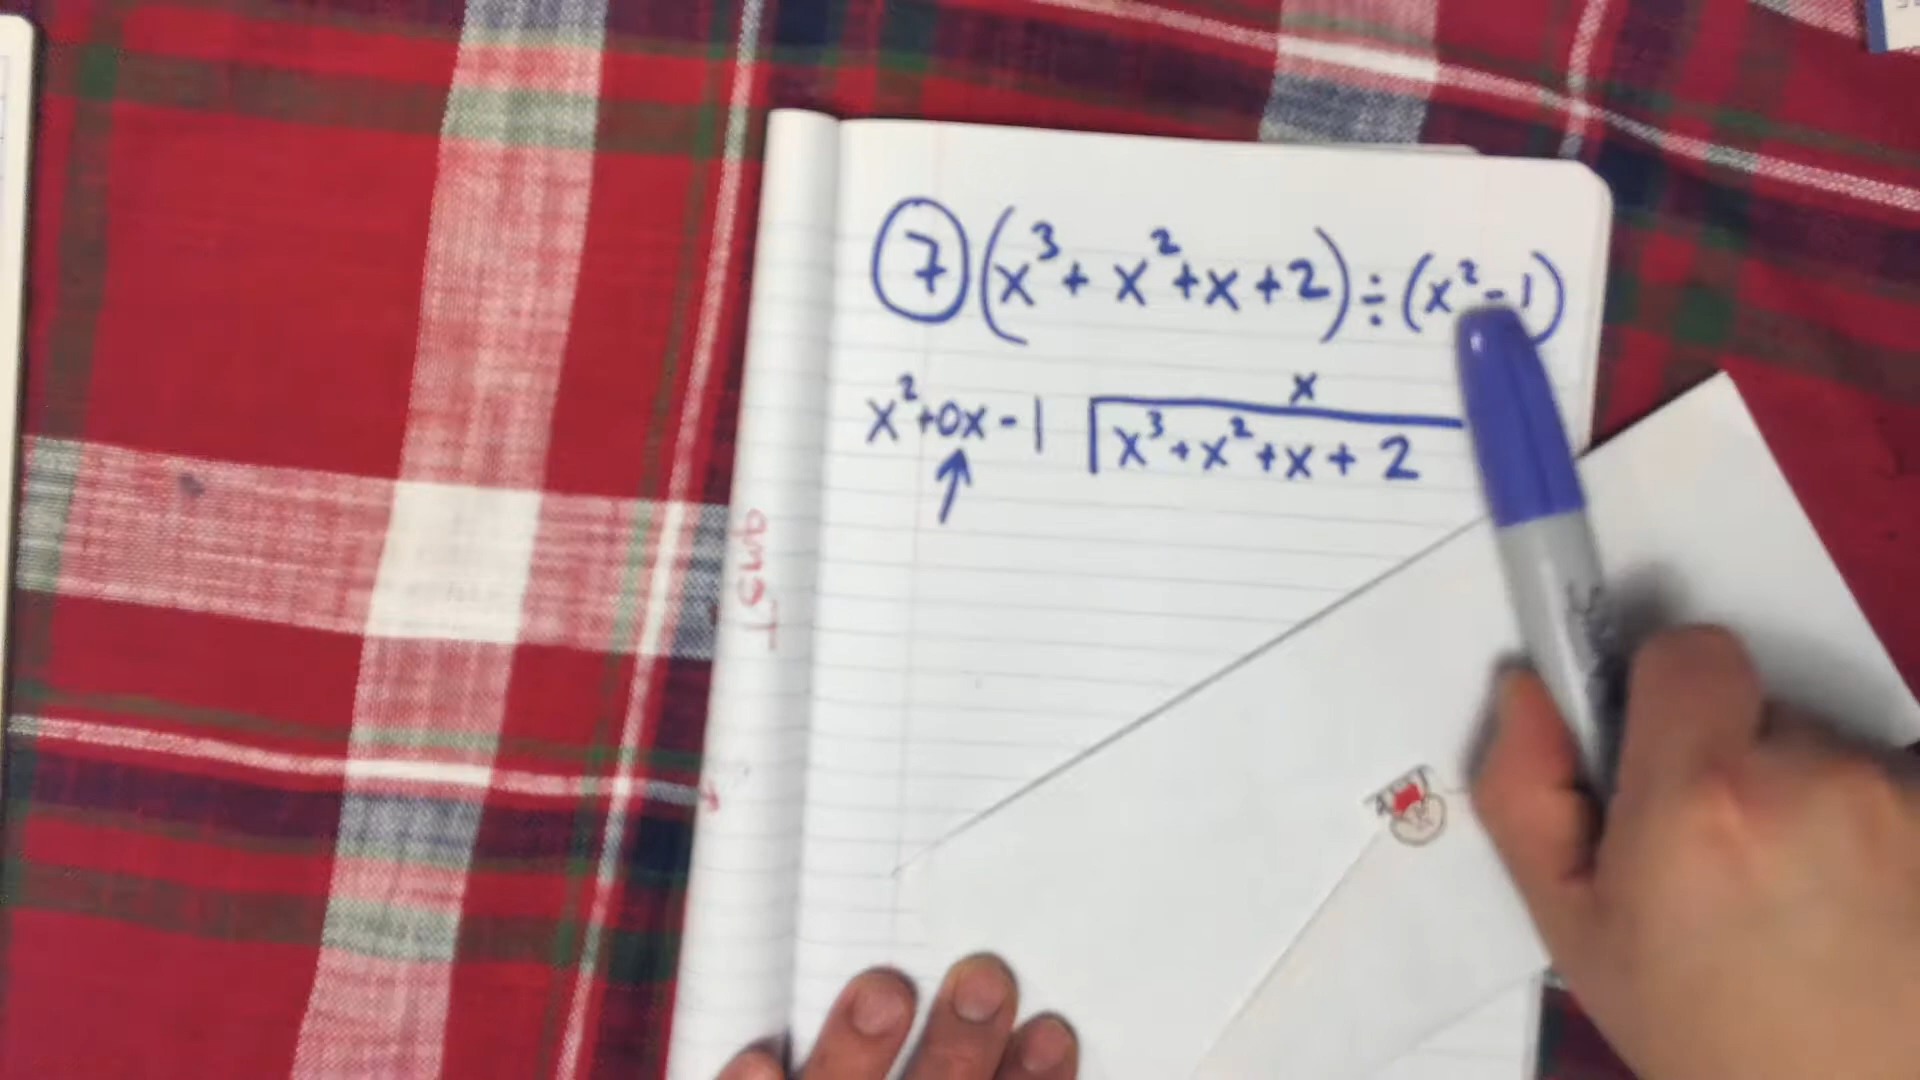 ⑦ (x³ + x² + x + 2) ÷ (x² - 1)
x
x² + 0x - 1 x³ + x² + x + 2
↑